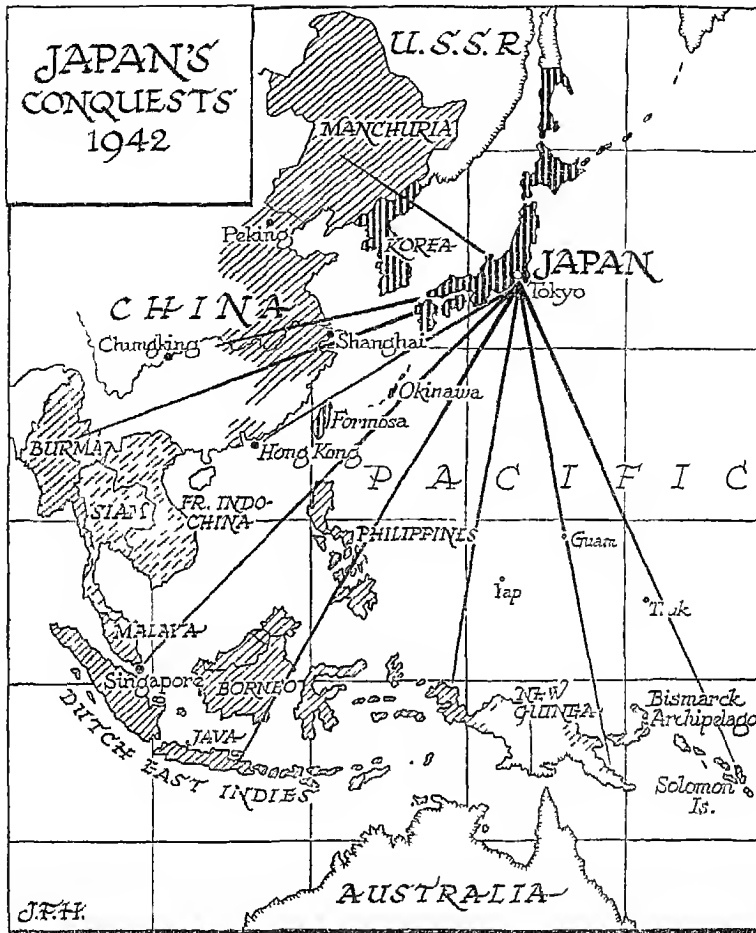 JAPAN'S
CONQUESTS
1942
U.S.S.R
MANCHURIA
Peking
KOREA
JAPAN
Tokyo
CHINA
Chungking
Shanghai
Okinawa
Formosa
BURMA
Hong Kong
PACIFIC
SIAM
FR. INDO-
CHINA
PHILIPPINES
Guam
Yap
Truk
MALAYA
Singapore
BORNEO
NEW
GUINEA
Bismarck
Archipelago
JAVA
DUTCH EAST INDIES
Solomon
Is.
AUSTRALIA
J.F.H.